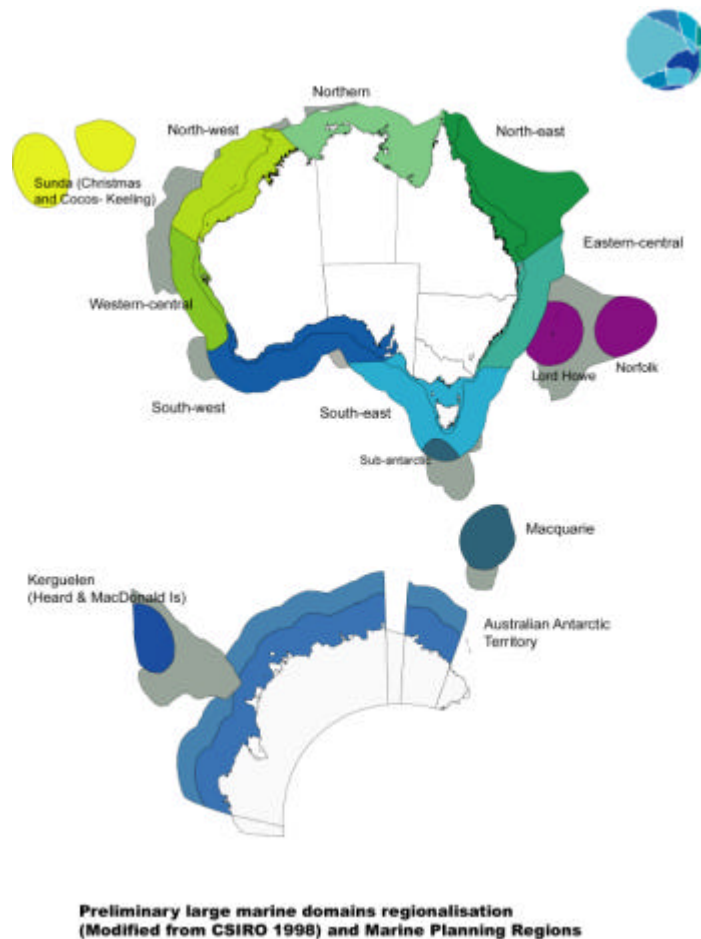 Northern
North-west
North-east
Sunda (Christmas
and Cocos- Keeling)
Eastern-central
Western-central
Lord Howe
Norfolk
South-west
South-east
Sub-antarctic
Macquarie
Kerguelen
(Heard & MacDonald Is)
Australian Antarctic
Territory
Preliminary large marine domains regionalisation
(Modified from CSIRO 1998) and Marine Planning Regions